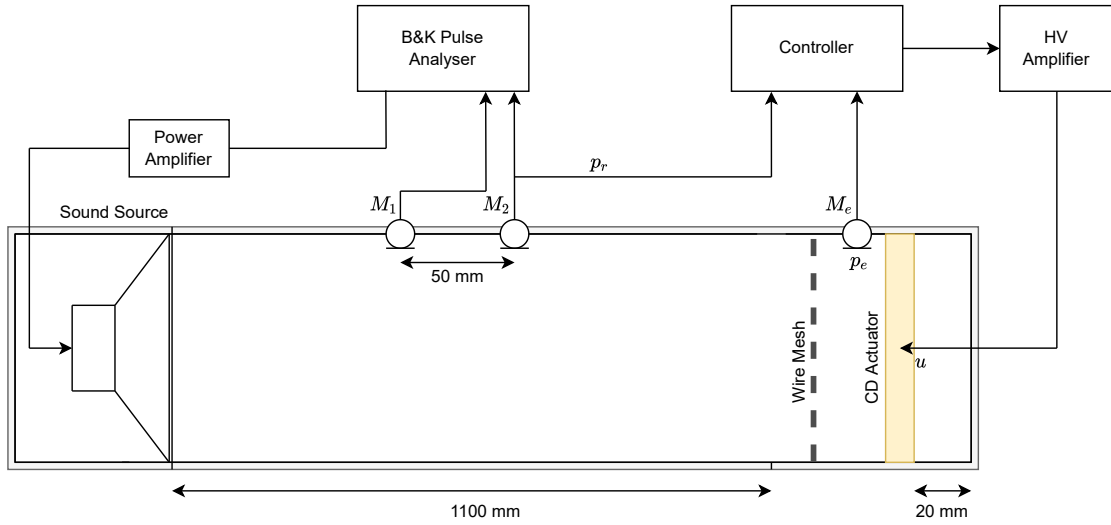 B&K Pulse
Analyser
Controller
HV
Amplifier
Power
Amplifier
p_r
Sound Source
M_1
M_2
M_e
50 mm
p_e
Wire Mesh
CD Actuator
u
1100 mm
20 mm